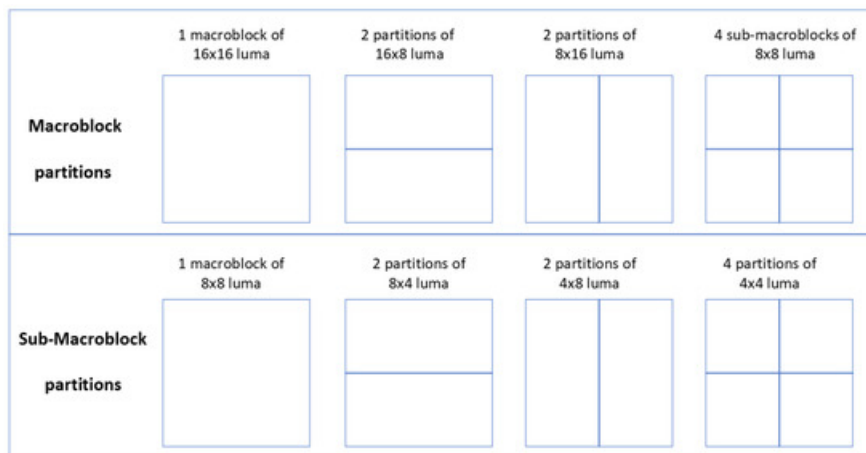 1 macroblock of
16x16 luma
2 partitions of
16x8 luma
2 partitions of
8x16 luma
4 sub-macroblocks of
8x8 luma
Macroblock
partitions
1 macroblock of
8x8 luma
2 partitions of
8x4 luma
2 partitions of
4x8 luma
4 partitions of
4x4 luma
Sub-Macroblock
partitions